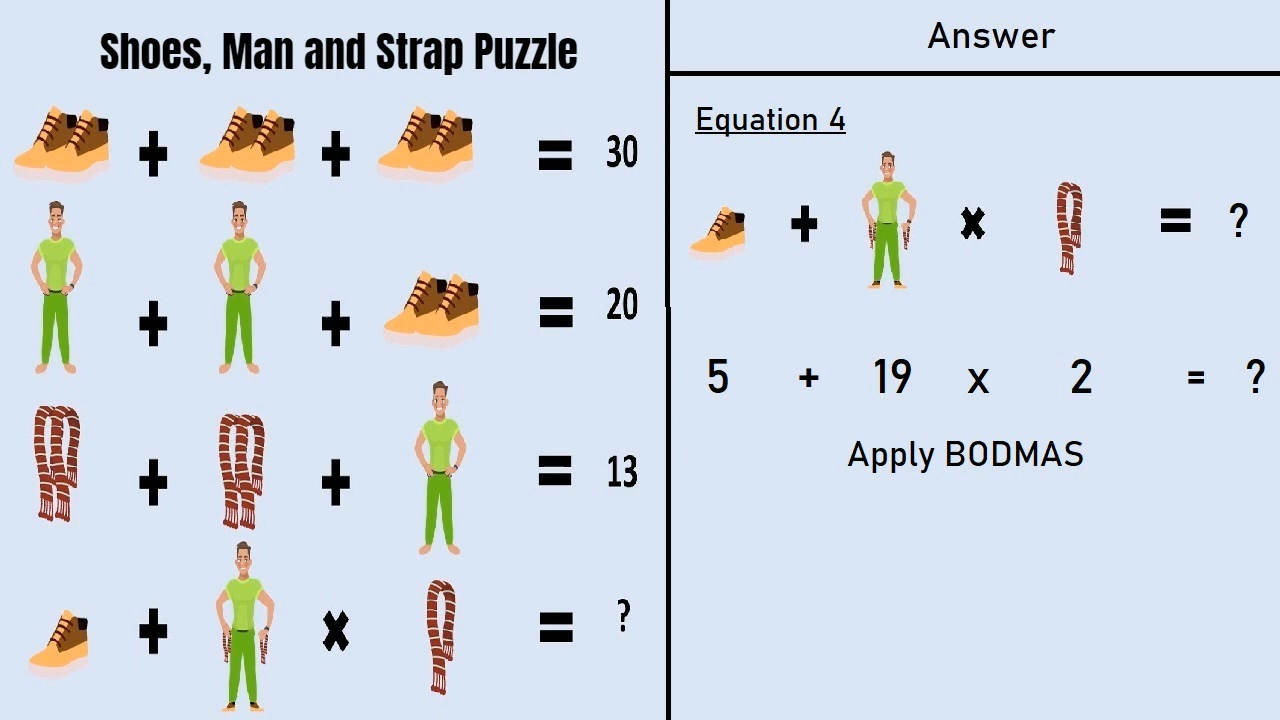 Shoes, Man and Strap Puzzle
+ + = 30
+ + = 20
+ + = 13
+ x = ?
Answer
Equation 4
+ x = ?
5 + 19 x 2 = ?
Apply BODMAS